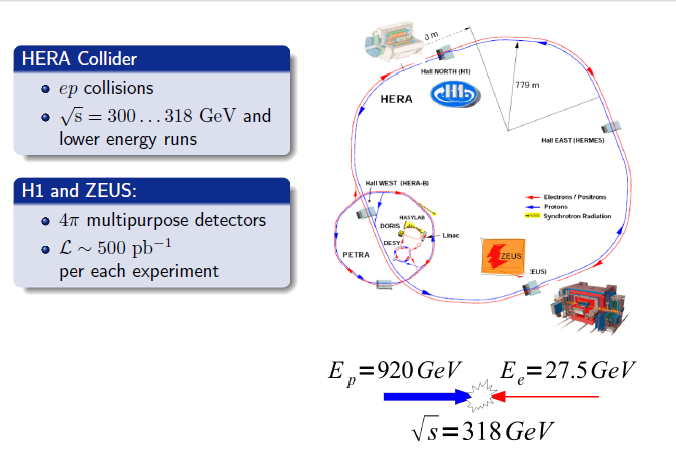 HERA Collider
ep collisions
√s = 300 . . . 318 GeV and
lower energy runs
H1 and ZEUS:
4π multipurpose detectors
ℒ ∼ 500 pb⁻¹
per each experiment
m
Hall NORTH (H1)
H1
HERA
779 m
Hall EAST (HERMES)
Hall WEST (HERA-B)
HASYLAB
DORIS
Linac
DESY
PETRA
Electrons / Positrons
Protons
Synchrotron Radiation
ZEUS
EUS)
E_p=920 GeV E_e=27.5 GeV
√s=318 GeV